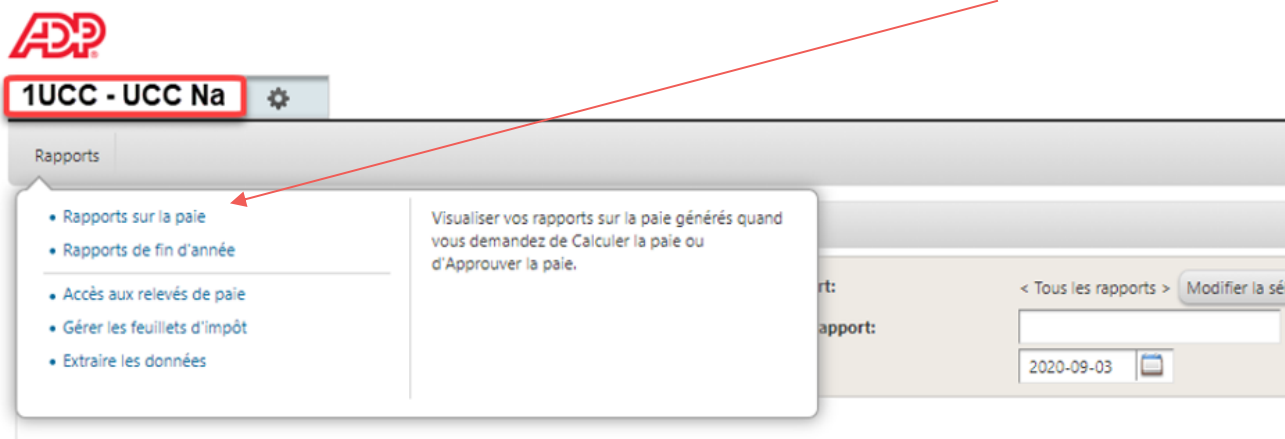 ADP
1UCC - UCC Na
Rapports
• Rapports sur la paie
• Rapports de fin d'année
• Accès aux relevés de paie
• Gérer les feuillets d'impôt
• Extraire les données
Visualiser vos rapports sur la paie générés quand
vous demandez de Calculer la paie ou
d'Approuver la paie.
rt:
< Tous les rapports > Modifier la sé
apport:
2020-09-03